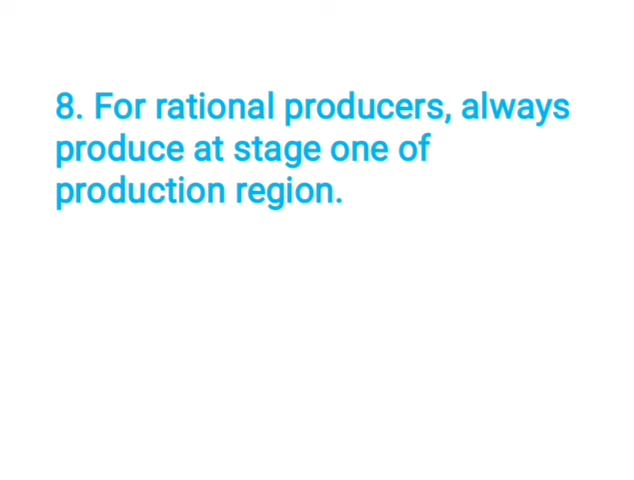 8. For rational producers, always
produce at stage one of
production region.